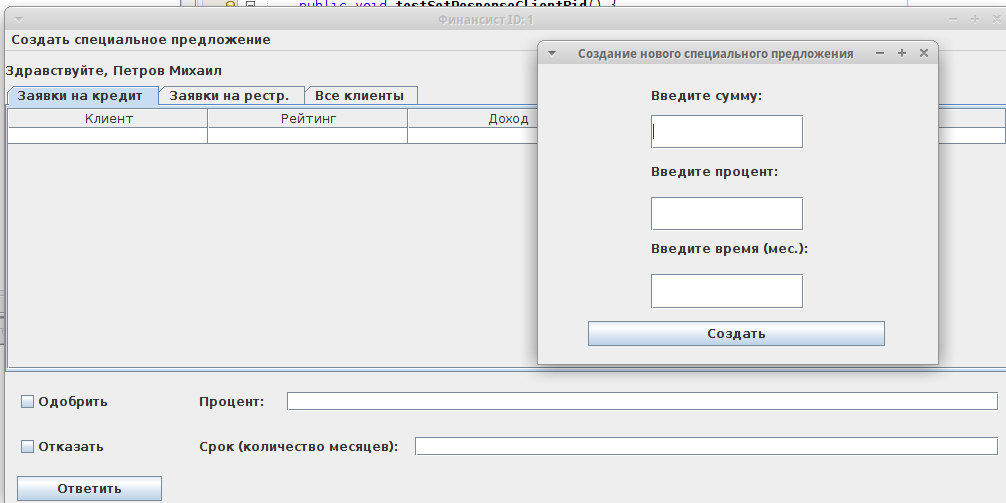 public void testSetResponseClientBid() {
Финансист ID: 1
Создать специальное предложение
Здравствуйте, Петров Михаил
Заявки на кредит Заявки на рестр. Все клиенты
Клиент Рейтинг Доход
Создание нового специального предложения
Введите сумму:
Введите процент:
Введите время (мес.):
Создать
Одобрить Процент:
Отказать Срок (количество месяцев):
Ответить